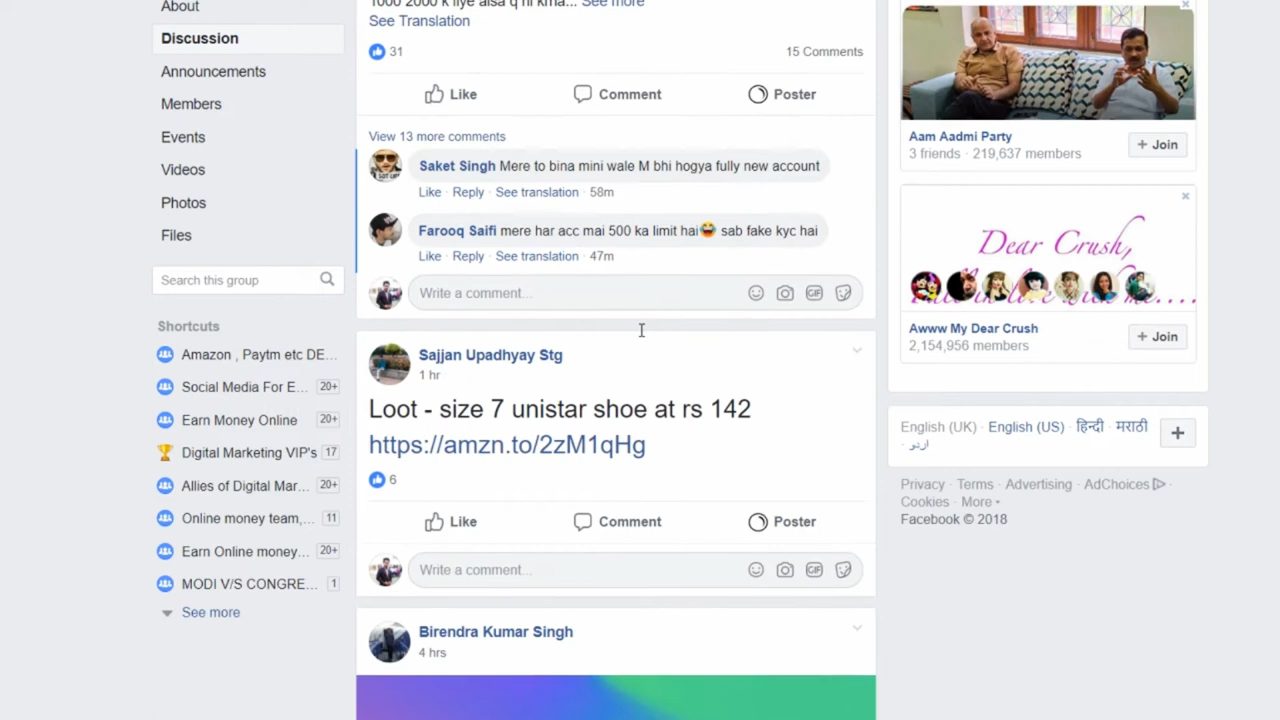 About
Discussion
Announcements
Members
Events
Videos
Photos
Files
Search this group
Shortcuts
Amazon , Paytm etc DE...
Social Media For E... 20+
Earn Money Online 20+
Digital Marketing VIP's 17
Allies of Digital Mar... 20+
Online money team,... 11
Earn Online money... 20+
MODI V/S CONGRE... 1
See more
See more
See Translation
31 15 Comments
Like Comment Poster
View 13 more comments
Saket Singh Mere to bina mini wale M bhi hogya fully new account
Like · Reply · See translation · 58m
Farooq Saifi mere har acc mai 500 ka limit hai😂 sab fake kyc hai
Like · Reply · See translation · 47m
Write a comment...
Sajjan Upadhyay Stg
1 hr
Loot - size 7 unistar shoe at rs 142
https://amzn.to/2zM1qHg
6
Like Comment Poster
Write a comment...
Birendra Kumar Singh
4 hrs
Aam Aadmi Party
3 friends · 219,637 members
+ Join
Dear Crush,
Awww My Dear Crush
2,154,956 members
+ Join
English (UK) · English (US) · हिन्दी · मराठी
· اردو
Privacy · Terms · Advertising · AdChoices ·
Cookies · More
Facebook © 2018